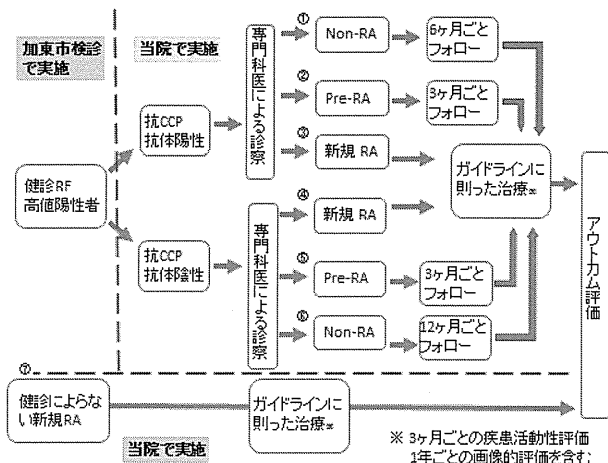 加東市検診
で実施
当院で実施
健診RF
高値陽性者
抗CCP
抗体陽性
抗CCP
抗体陰性
専門科医による診察
専門科医による診察
①
Non-RA
6ヶ月ごと
フォロー
②
Pre-RA
3ヶ月ごと
フォロー
③
新規 RA
④
新規 RA
⑤
Pre-RA
3ヶ月ごと
フォロー
⑥
Non-RA
12ヶ月ごと
フォロー
ガイドラインに
則った治療※
アウトカム評価
⑦
健診によらな
い新規RA
ガイドラインに
則った治療※
当院で実施
※ 3ヶ月ごとの疾患活動性評価
1年ごとの画像的評価を含む